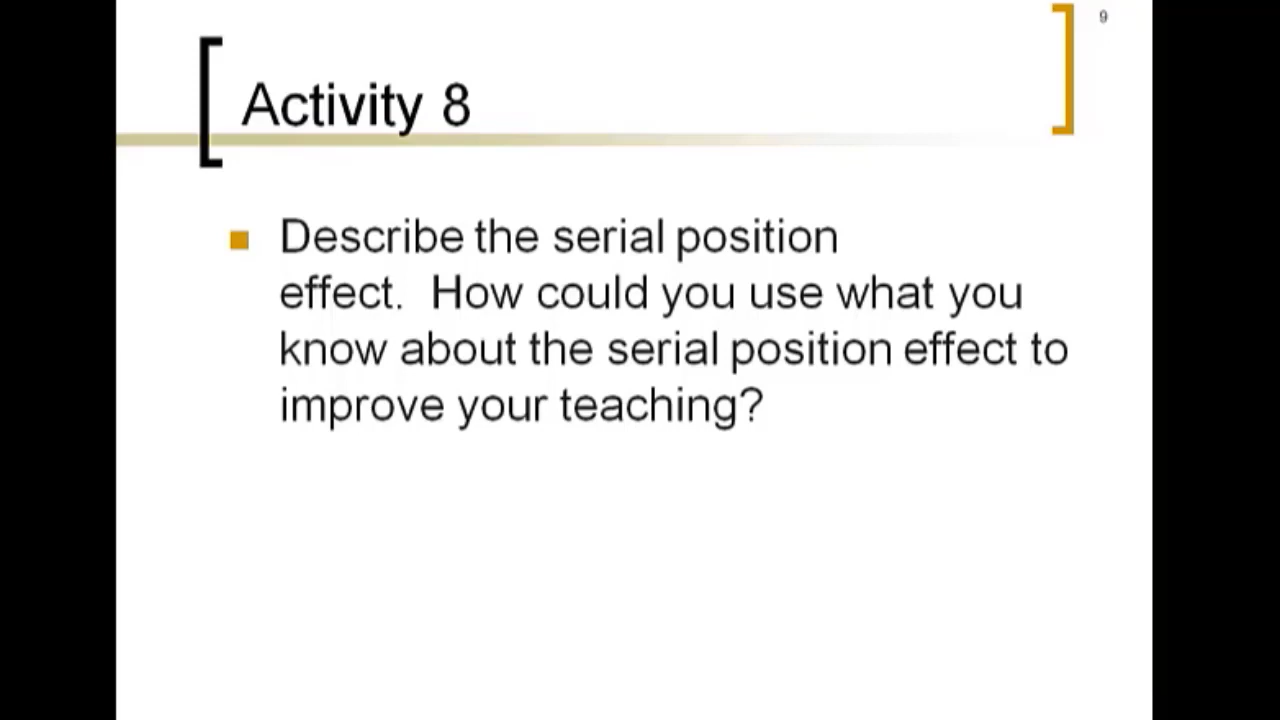 9
Activity 8
Describe the serial position
effect.  How could you use what you
know about the serial position effect to
improve your teaching?